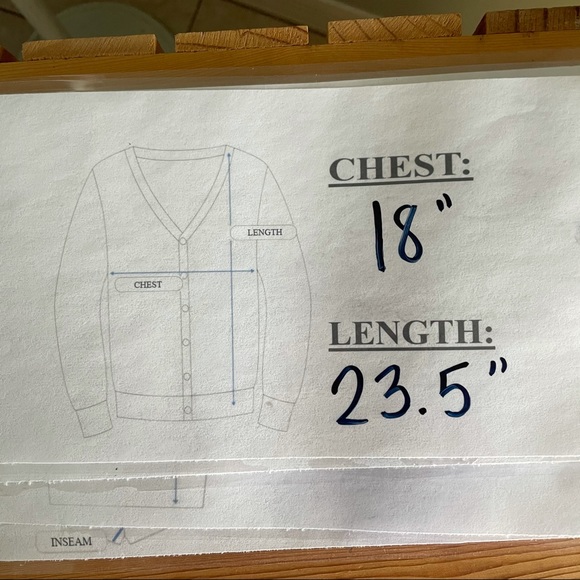 CHEST:
18"
LENGTH
CHEST
LENGTH:
23.5"
INSEAM